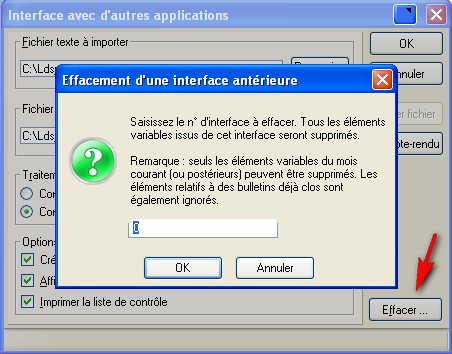 Interface avec d'autres applications
Fichier texte à importer
OK
C:\Lds
Annuler
Effacement d'une interface antérieure
Saisissez le n° d'interface à effacer. Tous les éléments
variables issus de cet interface seront supprimés.
Remarque : seuls les éléments variables du mois
courant (ou postérieurs) peuvent être supprimés. Les
éléments relatifs à des bulletins déjà clos sont
également ignorés.
0
OK
Annuler
Fichier
fichier
C:\Lds
pte-rendu
Traitem
Con
Con
Options
Cré
Affi
Imprimer la liste de contrôle
Effacer ...